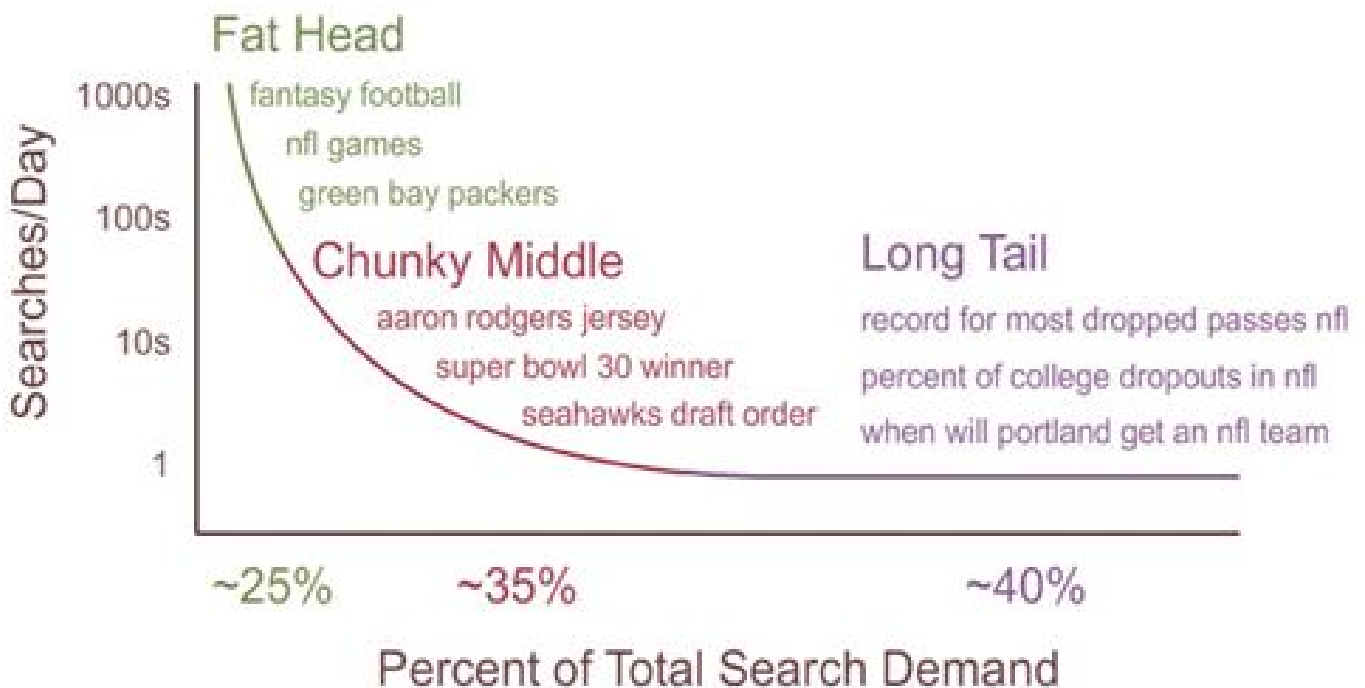 Fat Head
1000s
fantasy football
nfl games
green bay packers
100s
Chunky Middle
Long Tail
aaron rodgers jersey
record for most dropped passes nfl
10s
super bowl 30 winner
percent of college dropouts in nfl
seahawks draft order
when will portland get an nfl team
1
Searches/Day
~25%
~35%
~40%
Percent of Total Search Demand